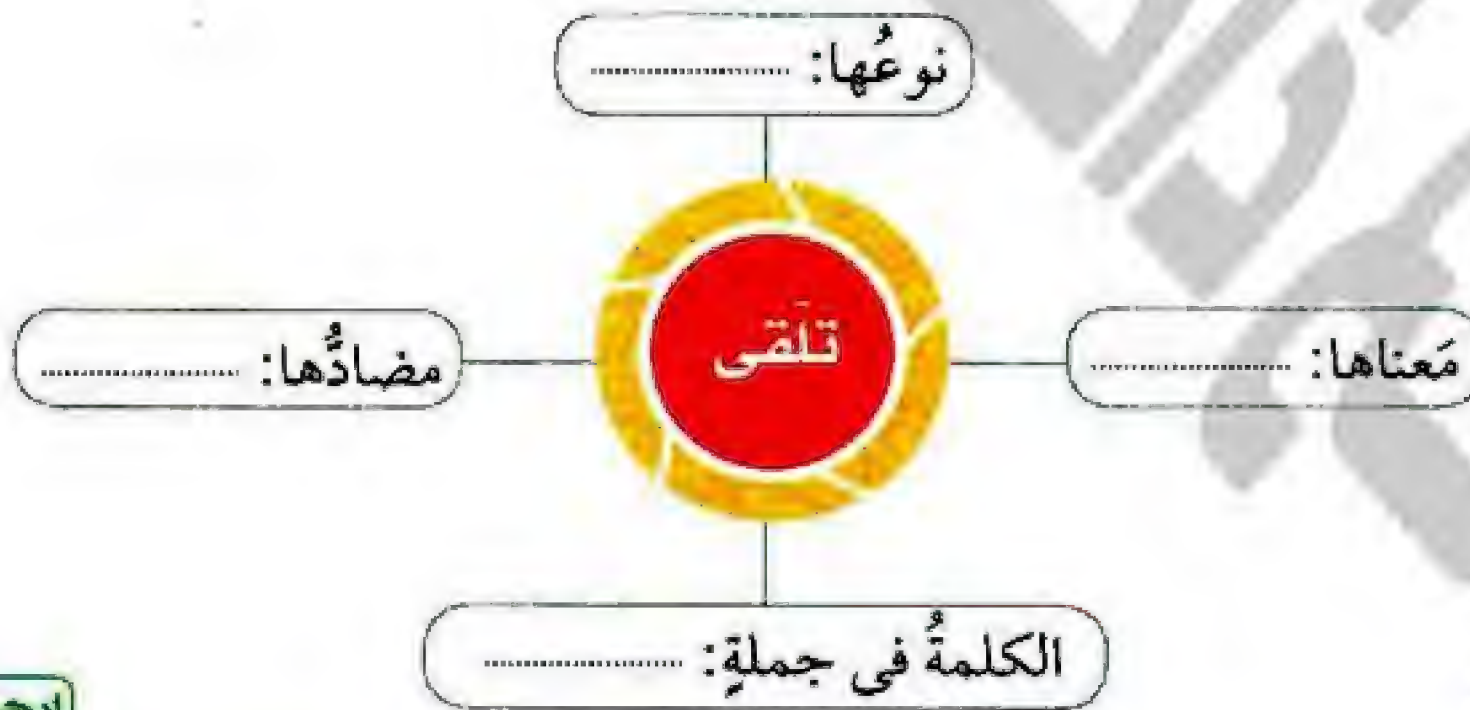 نوعُها: ....................
مَعناها: ....................
تلَقى
مضادُّها: ....................
الكلمةُ فى جملةٍ: ....................